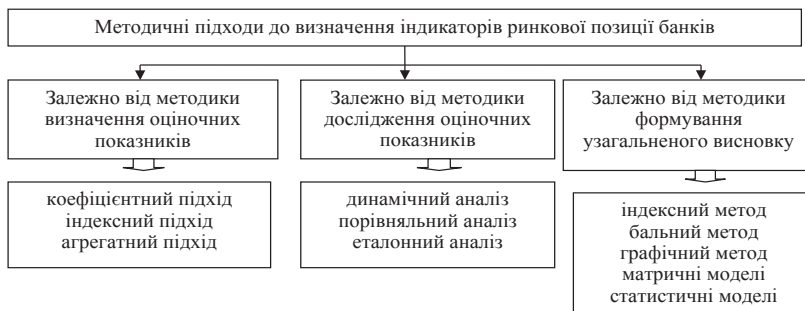 Методичні підходи до визначення індикаторів ринкової позиції банків
Залежно від методики
визначення оціночних
показників
Залежно від методики
дослідження оціночних
показників
Залежно від методики
формування
узагальненого висновку
коефіцієнтний підхід
індексний підхід
агрегатний підхід
динамічний аналіз
порівняльний аналіз
еталонний аналіз
індексний метод
бальний метод
графічний метод
матричні моделі
статистичні моделі